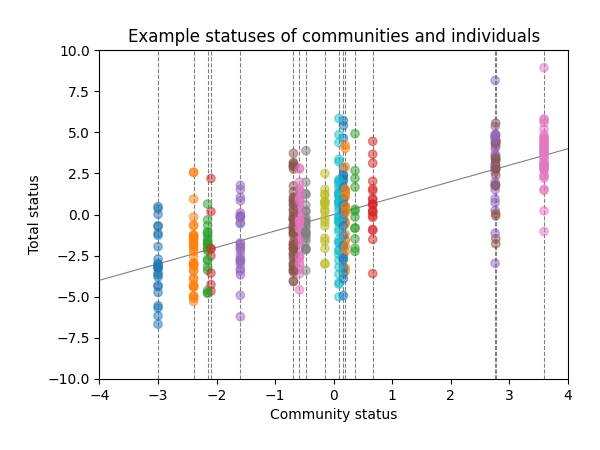 Example statuses of communities and individuals
10.0
7.5
5.0
2.5
0.0
−2.5
−5.0
−7.5
−10.0
Total status
−4 −3 −2 −1 0 1 2 3 4
Community status